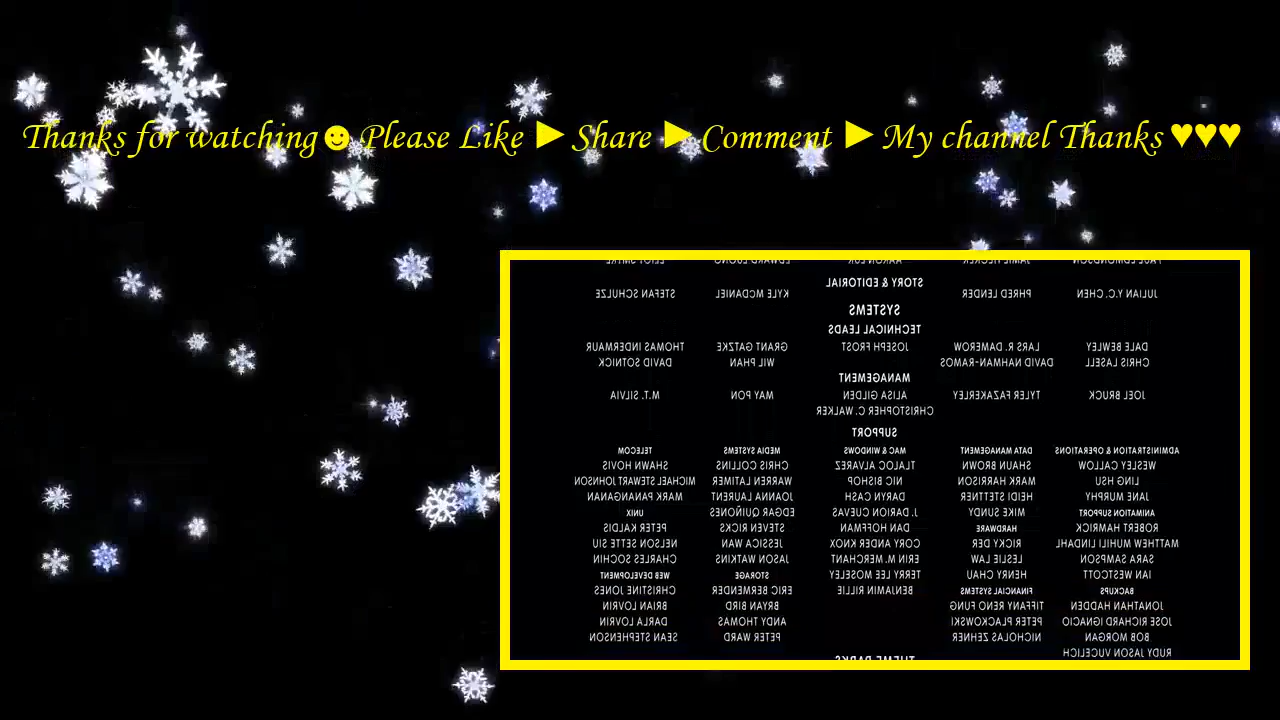 Thanks for watching☻Please Like ►Share ►Comment ►My channel Thanks♥♥♥
STORY & EDITORIAL
STEFAN SCHULZE KYLE McDANIEL PHRED LENDER JULIAN Y.C. CHEN
SYSTEMS
TECHNICAL LEADS
THOMAS INDERMAUR GRANT GATZKE JOSEPH FROST LARS R. DAMEROW DALE BEWLEY
DAVID SOTNICK WIL PHAN DAVID NAHMAN-RAMOS CHRIS LASELL
MANAGEMENT
M.T. SILVIA MAY PON ALISA GILDEN TYLER FAZAKERLEY JOEL BRUCK
CHRISTOPHER C. WALKER
SUPPORT
TELECOM MEDIA SYSTEMS MAC & WINDOWS DATA MANAGEMENT ADMINISTRATION & OPERATIONS
SHAWN HOVIS CHRIS COLLINS TLALOC ALVAREZ SHAUN BROWN WESLEY CALLOW
MICHAEL STEWART JOHNSON WARREN LATIMER NIC BISHOP MARK HARRISON LING HSU
MARK PANANGANAN JOANNA LAURENT DARYN CASH HEIDI STETTNER JANE MURPHY
UNIX EDGAR QUIÑONES J. DARION CUEVAS MIKE SUNDY ANIMATION SUPPORT
PETER KALDIS STEVEN RICKS DAN HOFFMAN HARDWARE ROBERT HAMRICK
NELSON SETTE SIU JESSICA WAN CORY ANDER KNOX RICKY DER MATTHEW MUHILI LINDAHL
CHARLES SOCHIN JASON WATKINS ERIN M. MERCHANT LESLIE LAW SARA SAMPSON
WEB DEVELOPMENT STORAGE TERRY LEE MOSELEY HENRY CHAU IAN WESTCOTT
CHRISTINE JONES ERIC BERMENDER BENJAMIN RILLIE FINANCIAL SYSTEMS BACKUPS
BRIAN LOVRIN BRYAN BIRD TIFFANY RENO FUNG JONATHAN HADDEN
DARLA LOVRIN ANDY THOMAS PETER PLACKOWSKI JOSE RICHARD IGNACIO
SEAN STEPHENSON PETER WARD NICHOLAS ZEHNER BOB MORGAN
RUDY JASON VUCELICH